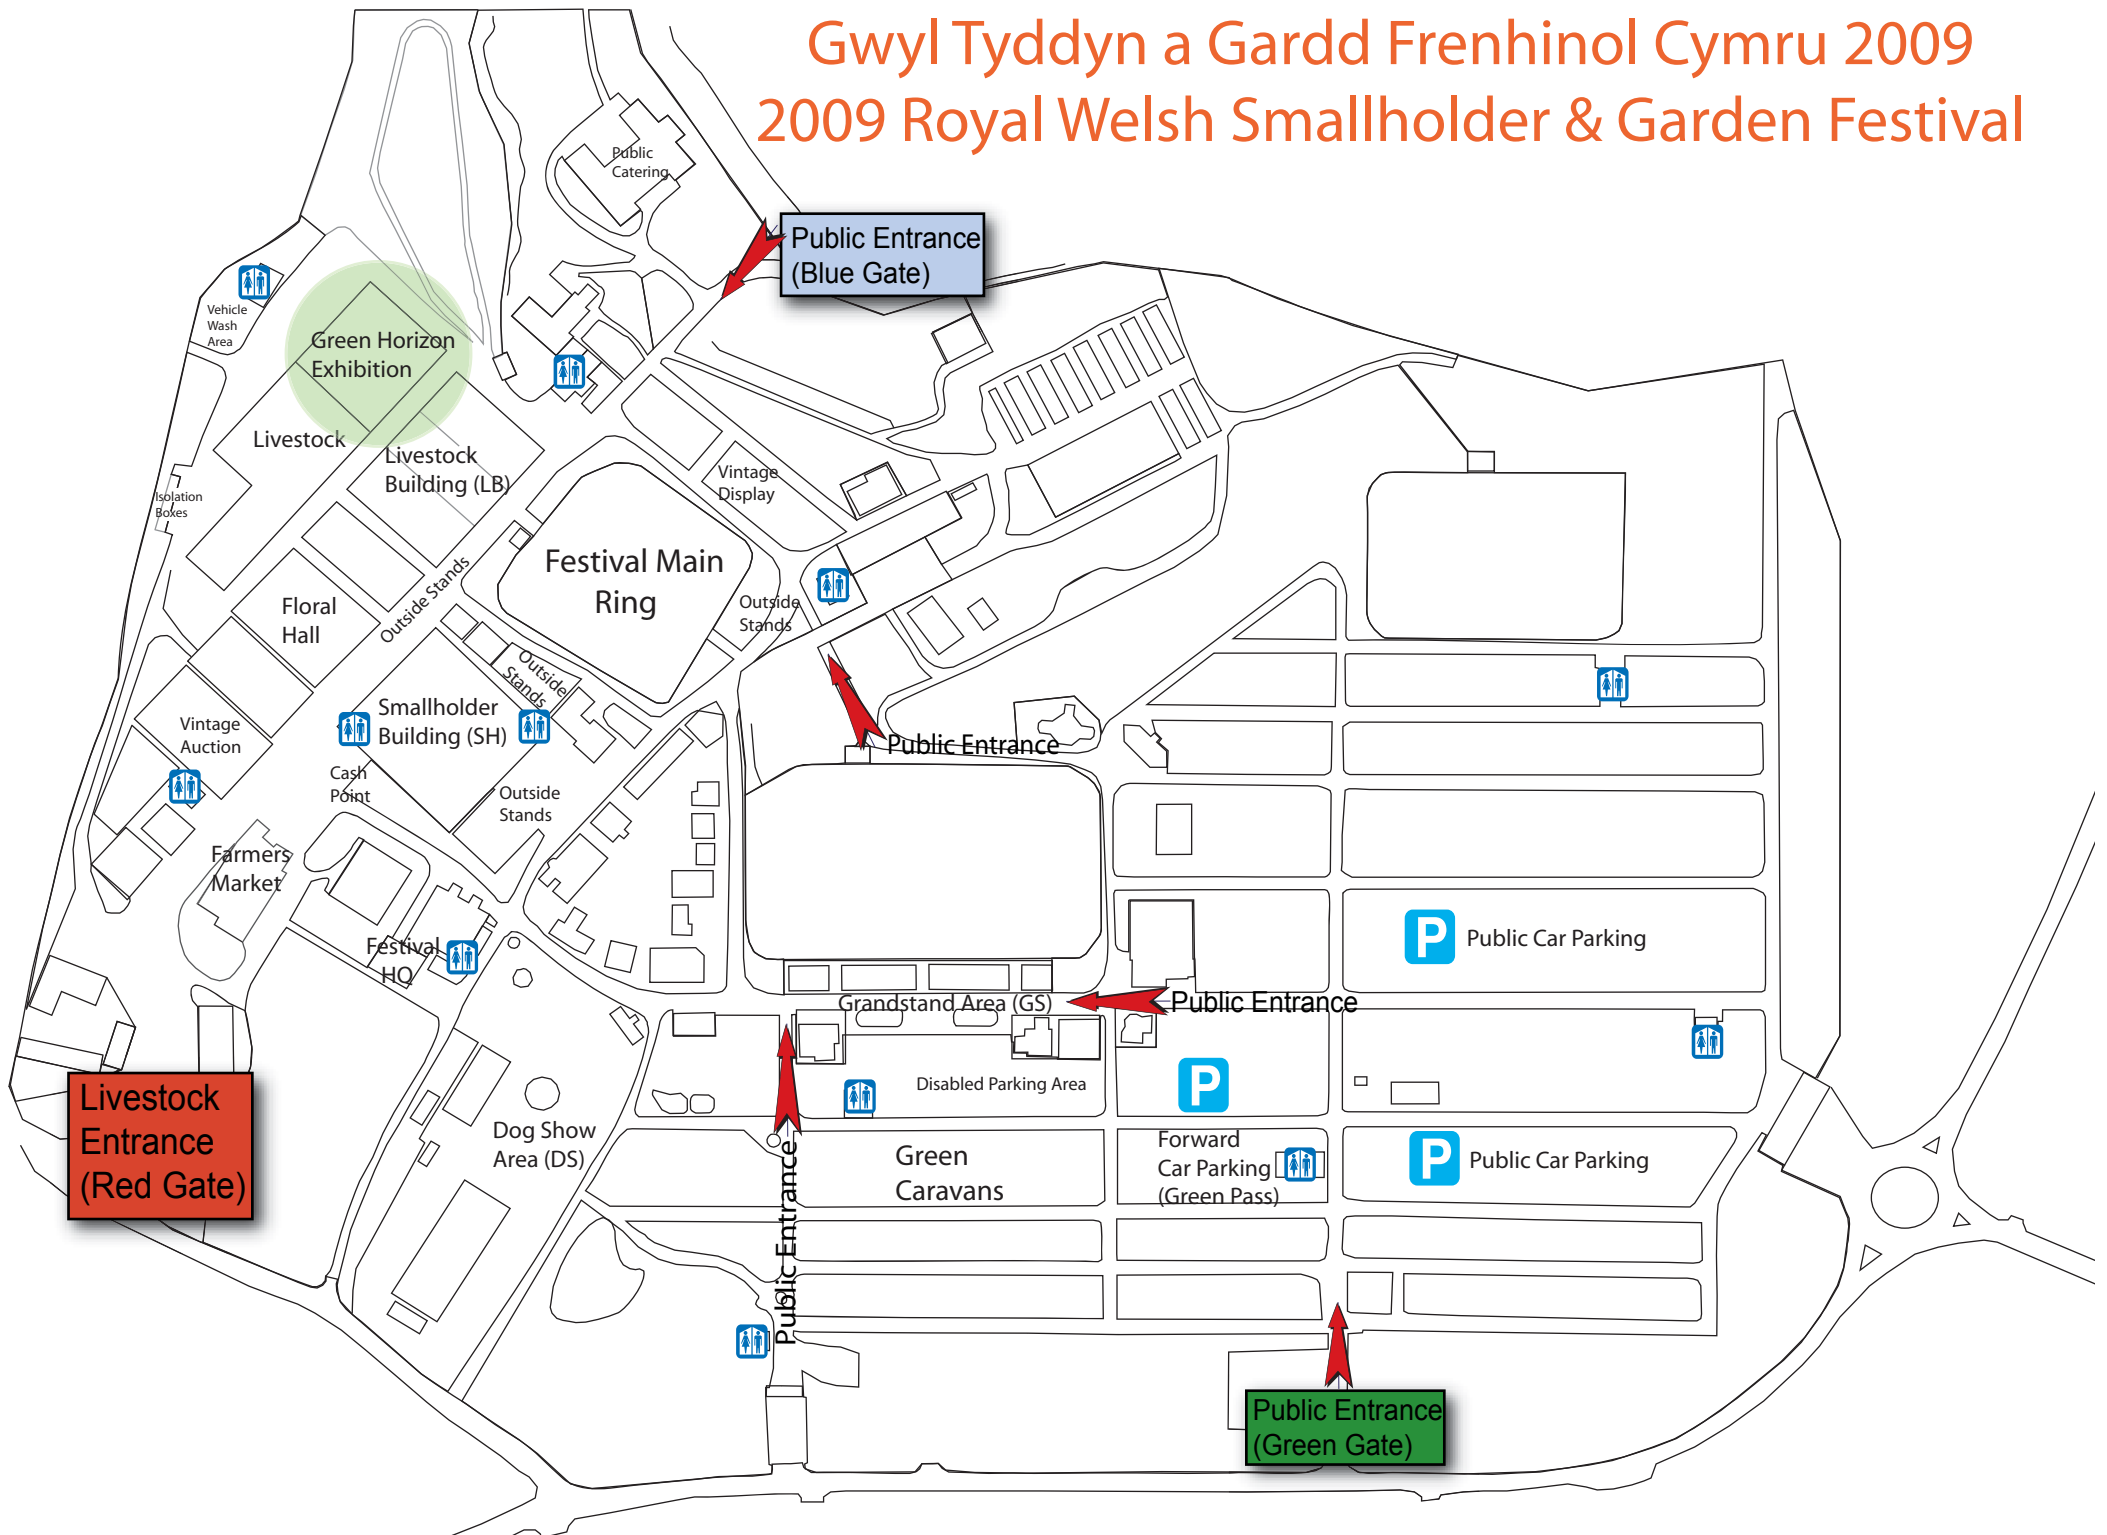 Gwyl Tyddyn a Gardd Frenhinol Cymru 2009
2009 Royal Welsh Smallholder & Garden Festival
Public
Catering
Public Entrance
(Blue Gate)
Vehicle
Wash
Area
Green Horizon
Exhibition
Livestock
Livestock
Building (LB)
Isolation
Boxes
Vintage
Display
Festival Main
Ring
Outside Stands
Outside
Stands
Floral
Hall
Outside
Stands
Smallholder
Building (SH)
Vintage
Auction
Public Entrance
Cash
Point
Outside
Stands
Farmers
Market
Festival
HQ
P
Public Car Parking
Grandstand Area (GS)
Public Entrance
Livestock
Entrance
(Red Gate)
Disabled Parking Area
P
Dog Show
Area (DS)
Public Entrance
Green
Caravans
Forward
Car Parking
(Green Pass)
P
Public Car Parking
Public Entrance
(Green Gate)